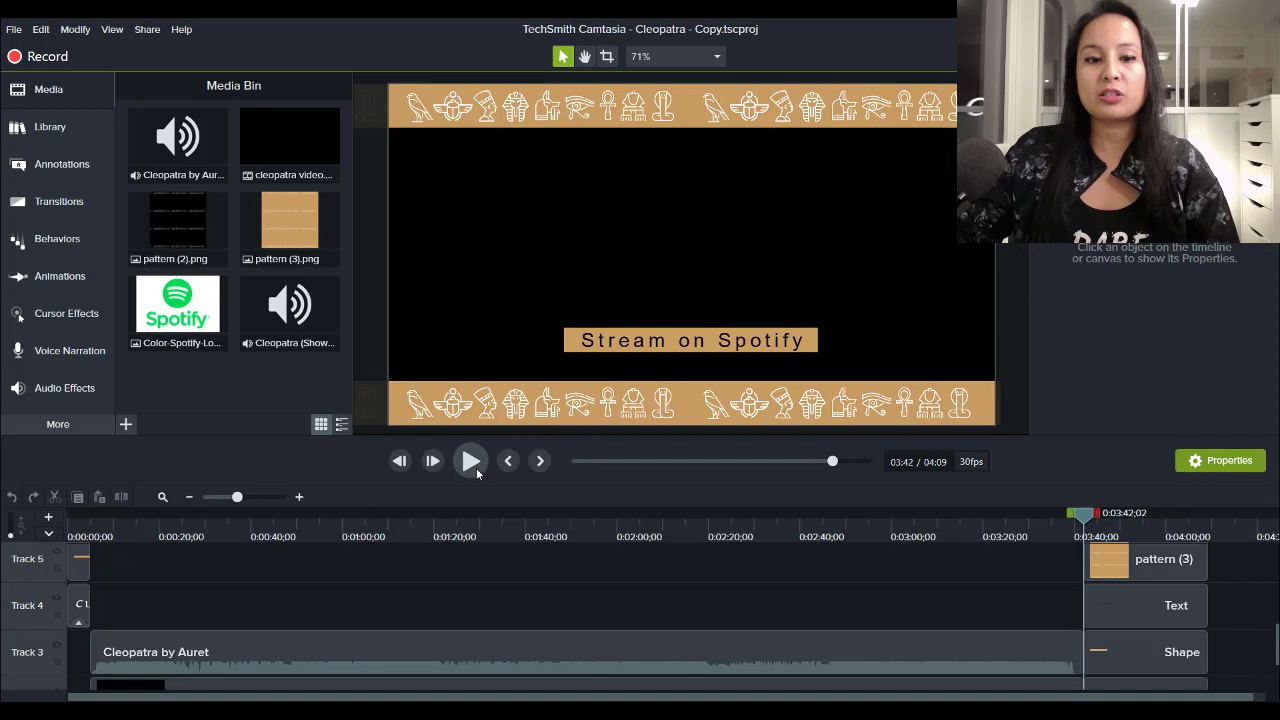 File Edit Modify View Share Help
TechSmith Camtasia - Cleopatra - Copy.tscproj
Record
71%
Media
Library
Annotations
Transitions
Behaviors
Animations
Cursor Effects
Voice Narration
Audio Effects
More
Media Bin
Cleopatra by Aur...
cleopatra video....
pattern (2).png
pattern (3).png
Spotify
Color-Spotify-Lo...
Cleopatra (Show...
Stream on Spotify
DARE
Click an object on the timeline
or canvas to show its Properties.
03:42 / 04:09 30fps
Properties
0:03:42;02
0:00:00;00 0:00:20;00 0:00:40;00 0:01:00;00 0:01:20;00 0:01:40;00 0:02:00;00 0:02:20;00 0:02:40;00 0:03:00;00 0:03:20;00 0:03:40;00 0:04:00;00
Track 5
pattern (3)
Track 4
Text
Track 3
Cleopatra by Auret
Shape